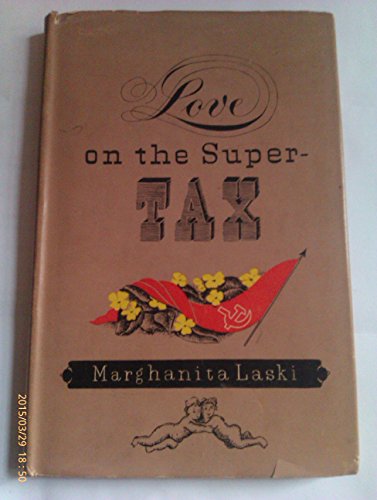 Love
on the Super-
TAX
Marghanita Laski
2015/03/29 18:50